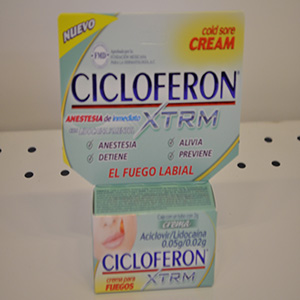 NUEVO
cold sore
CREAM
CICLOFERON®
ANESTESIA de inmediato
XTRM
ANESTESIA
ALIVIA
DETIENE
PREVIENE
EL FUEGO LABIAL
CREMA
Aciclovir/Lidocaína
0.05g/0.02g
CICLOFERON®
crema para
FUEGOS
XTRM